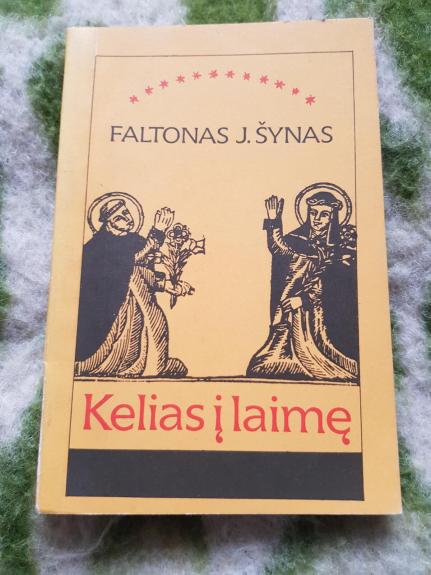 FALTONAS J. ŠYNAS
Kelias į laimę